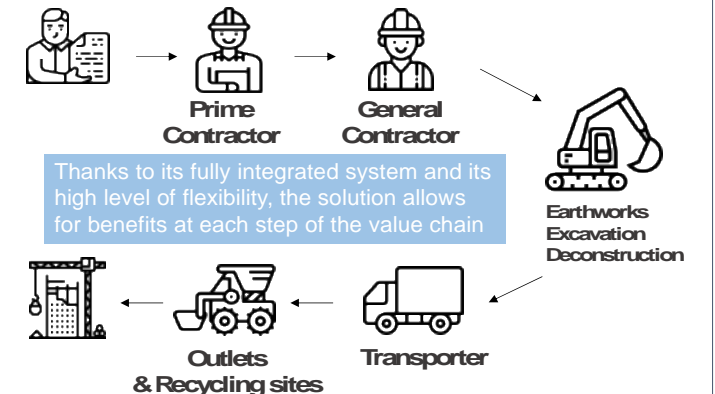 Prime
Contractor
General
Contractor
Thanks to its fully integrated system and its
high level of flexibility, the solution allows
for benefits at each step of the value chain
Earthworks
Excavation
Deconstruction
Outlets
& Recycling sites
Transporter